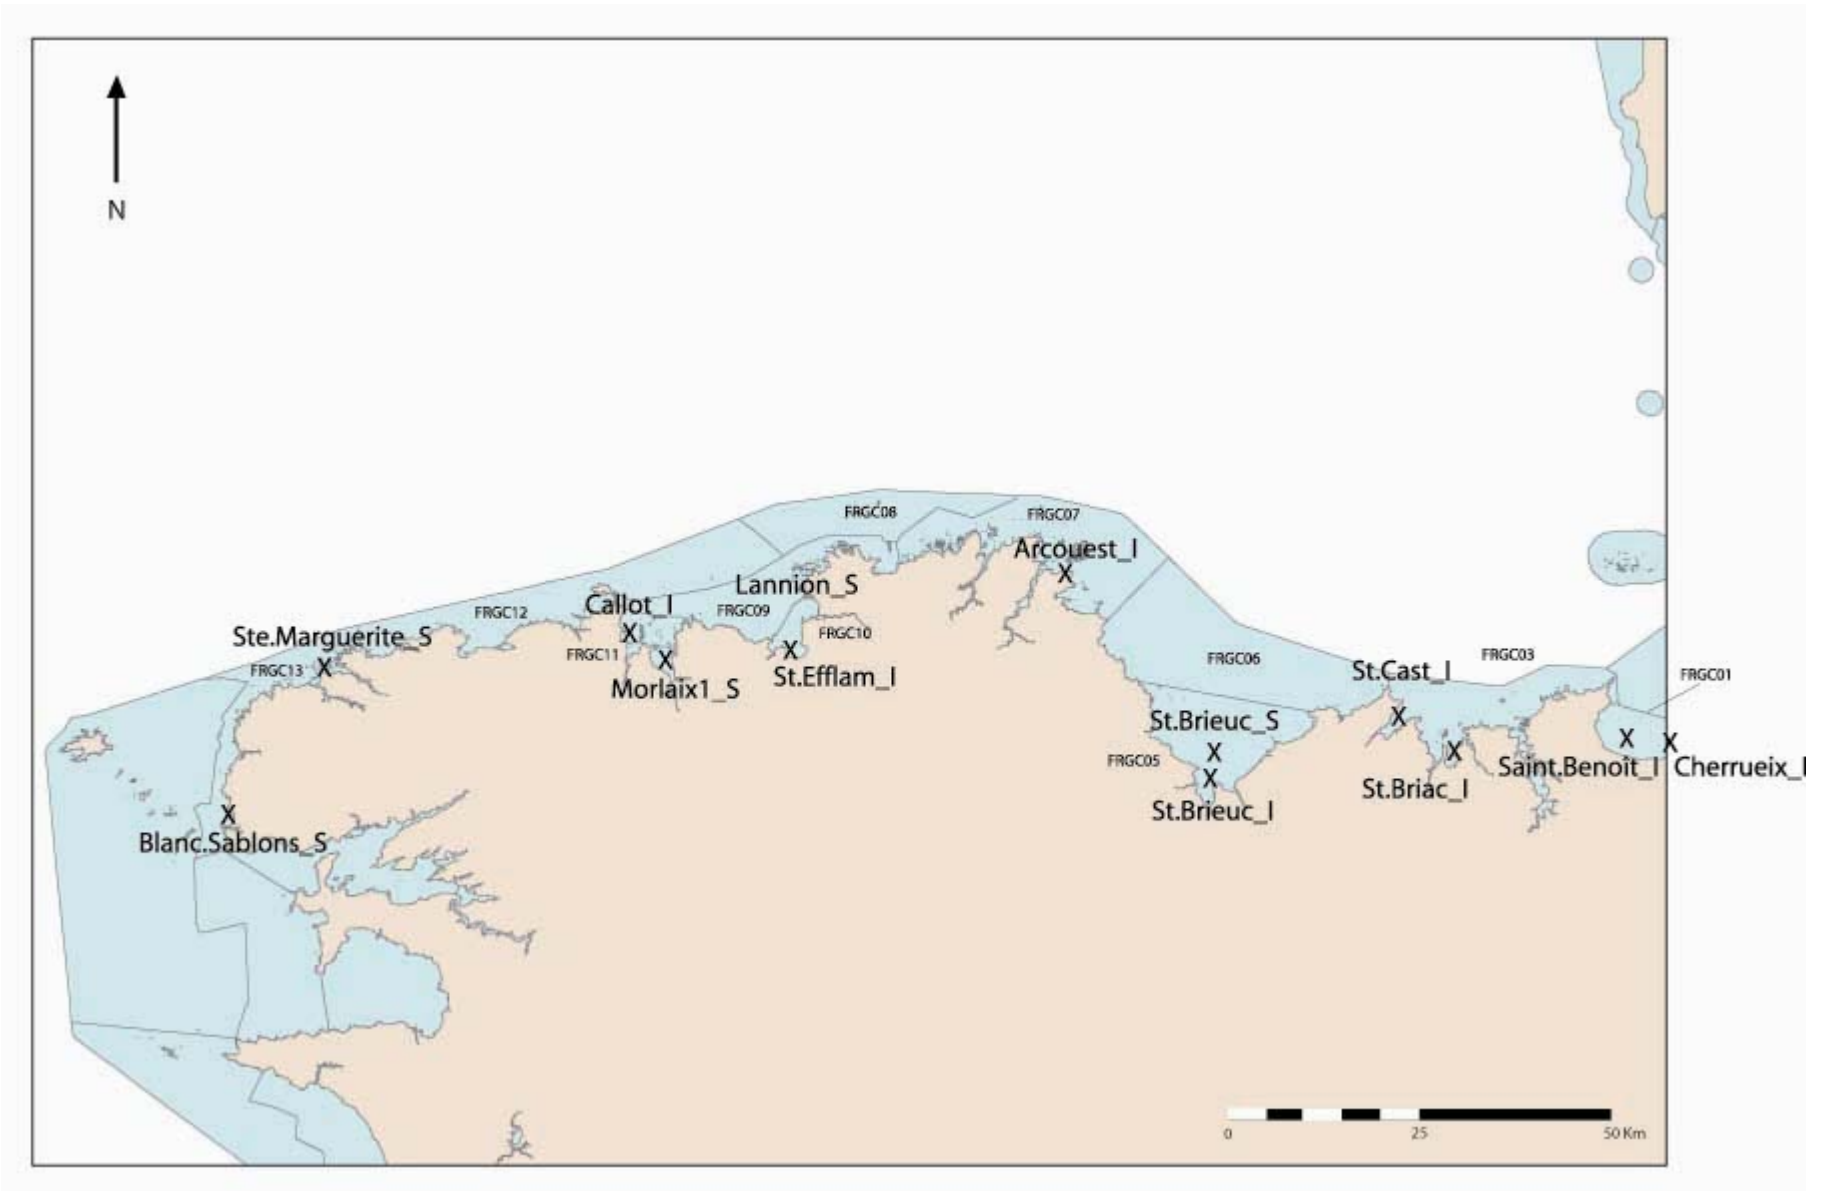 N
FRGC08
FRGC07
Arcouest_I
Lannion_S
Callot_I
FRGC09
FRGC12
Ste.Marguerite_S
FRGC10
FRGC11
FRGC13
St.Efflam_I
Morlaix1_S
FRGC06
FRGC03
St.Cast_I
FRGC01
St.Brieuc_S
FRGC05
Saint.Benoît_I
Cherrueix_I
St.Briac_I
St.Brieuc_I
Blanc.Sablons_S
0 25 50 Km